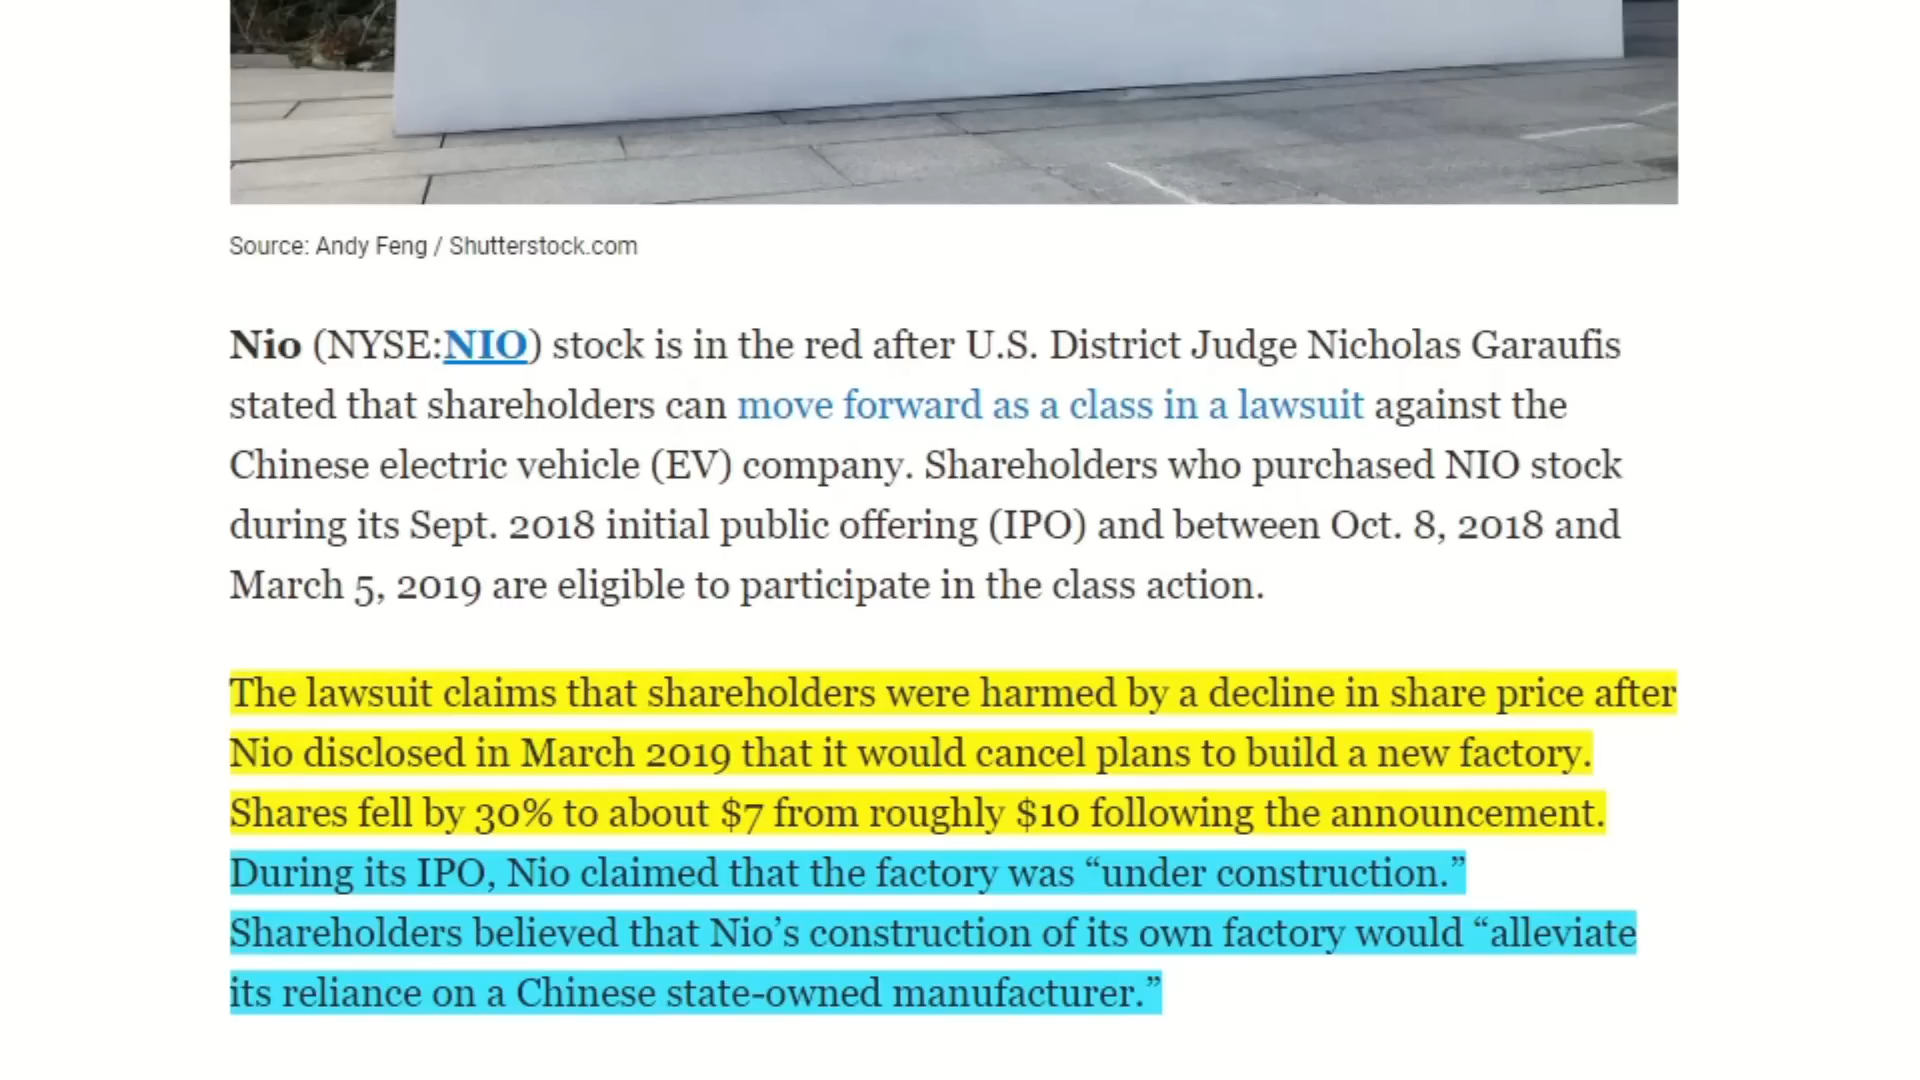 Source: Andy Feng / Shutterstock.com
Nio (NYSE:NIO) stock is in the red after U.S. District Judge Nicholas Garaufis
stated that shareholders can move forward as a class in a lawsuit against the
Chinese electric vehicle (EV) company. Shareholders who purchased NIO stock
during its Sept. 2018 initial public offering (IPO) and between Oct. 8, 2018 and
March 5, 2019 are eligible to participate in the class action.
The lawsuit claims that shareholders were harmed by a decline in share price after
Nio disclosed in March 2019 that it would cancel plans to build a new factory.
Shares fell by 30% to about $7 from roughly $10 following the announcement.
During its IPO, Nio claimed that the factory was “under construction.”
Shareholders believed that Nio’s construction of its own factory would “alleviate
its reliance on a Chinese state-owned manufacturer.”